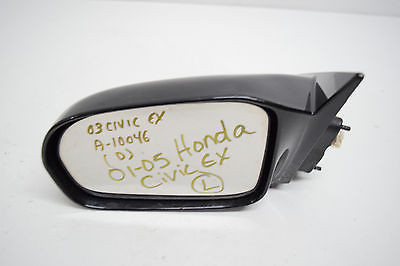 03 CIVIC EX
A-10046
(D)
01-05 Honda
Civic EX
L